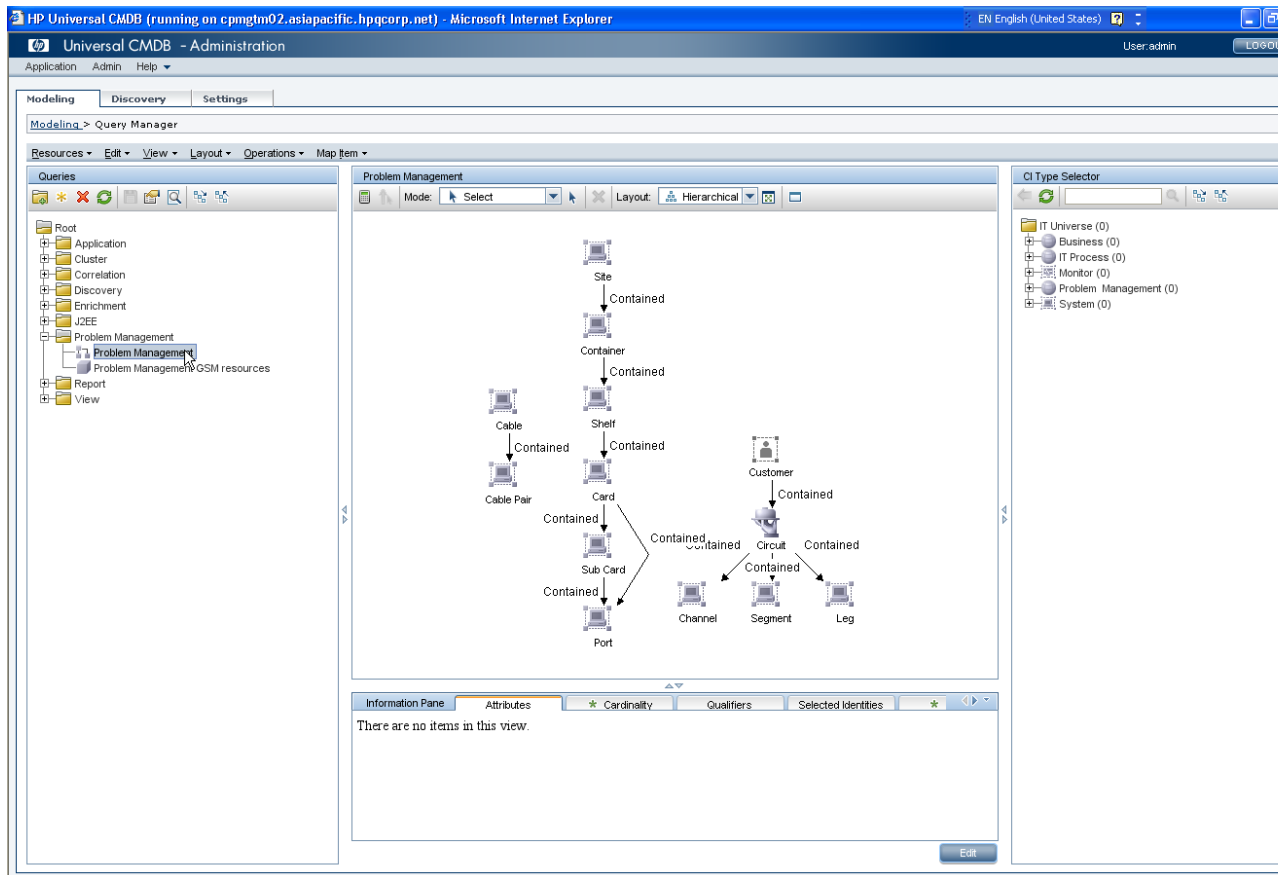 HP Universal CMDB (running on cpmgtm02.asiapacific.hpqcorp.net) - Microsoft Internet Explorer
EN English (United States)
Universal CMDB - Administration
User:admin
Application Admin Help
Modeling Discovery Settings
Modeling > Query Manager
Resources Edit View Layout Operations Map Item
Queries
Root
Application
Cluster
Correlation
Discovery
Enrichment
J2EE
Problem Management
Problem Management
Problem Management GSM resources
Report
View
Problem Management
Mode: Select Layout: Hierarchical
Site
Contained
Container
Contained
Shelf
Contained
Card
Contained
Contained
Sub Card
Contained
Port
Cable
Contained
Cable Pair
Customer
Contained
Circuit
Contained
Contained
Channel
Segment
Leg
Information Pane Attributes * Cardinality Qualifiers Selected Identities *
There are no items in this view.
Edit
CI Type Selector
IT Universe (0)
Business (0)
IT Process (0)
Monitor (0)
Problem Management (0)
System (0)